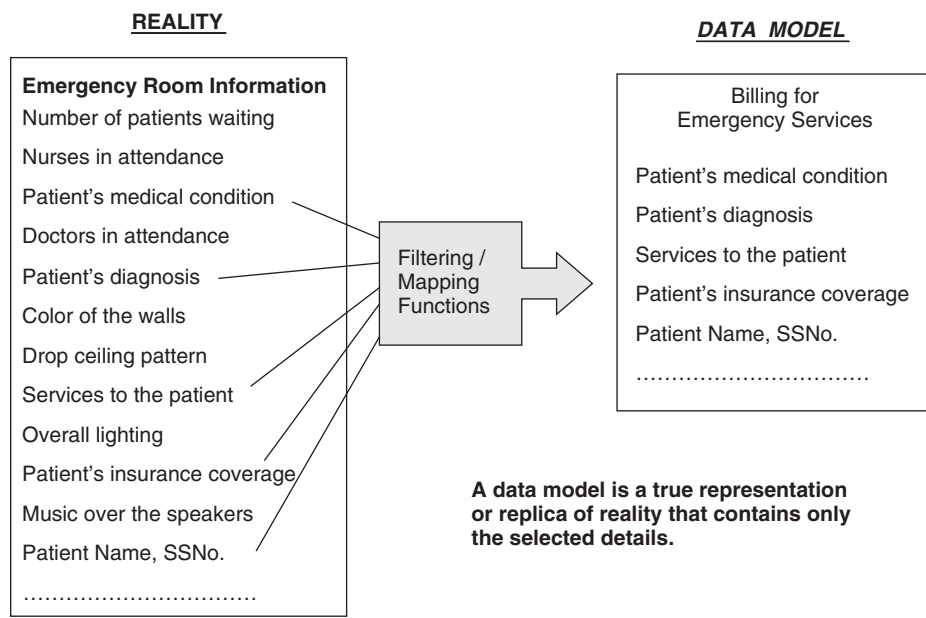 REALITY
Emergency Room Information
Number of patients waiting
Nurses in attendance
Patient’s medical condition
Doctors in attendance
Patient’s diagnosis
Color of the walls
Drop ceiling pattern
Services to the patient
Overall lighting
Patient’s insurance coverage
Music over the speakers
Patient Name, SSNo.
……………………………
Filtering /
Mapping
Functions
DATA MODEL
Billing for
Emergency Services
Patient’s medical condition
Patient’s diagnosis
Services to the patient
Patient’s insurance coverage
Patient Name, SSNo.
……………………………
A data model is a true representation
or replica of reality that contains only
the selected details.